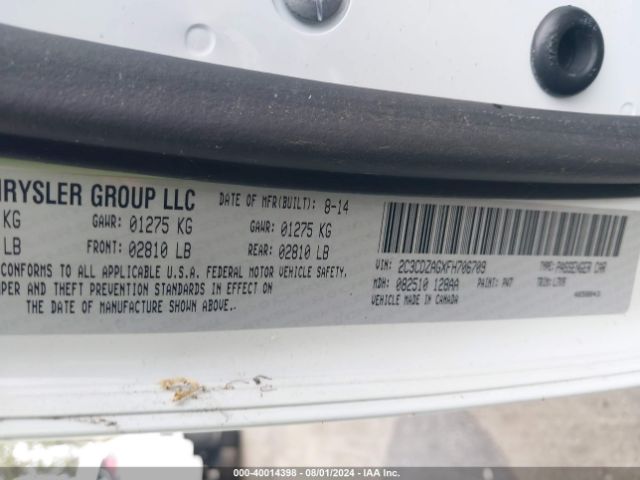 RYSLER GROUP LLC
DATE OF MFR(BUILT): 8-14
KG GAWR: 01275 KG GAWR: 01275 KG
LB FRONT: 02810 LB REAR: 02810 LB
CONFORMS TO ALL APPLICABLE U.S.A. FEDERAL MOTOR VEHICLE SAFETY,
PER AND THEFT PREVENTION STANDARDS IN EFFECT ON
THE DATE OF MANUFACTURE SHOWN ABOVE.
VIN: 2C3CDZAGXFH706709 TYPE: PASSENGER CAR
MDH: 082510 128AA PAINT: PW7 TRIM:
VEHICLE MADE IN CANADA
000-40014398 - 08/01/2024 - IAA Inc.